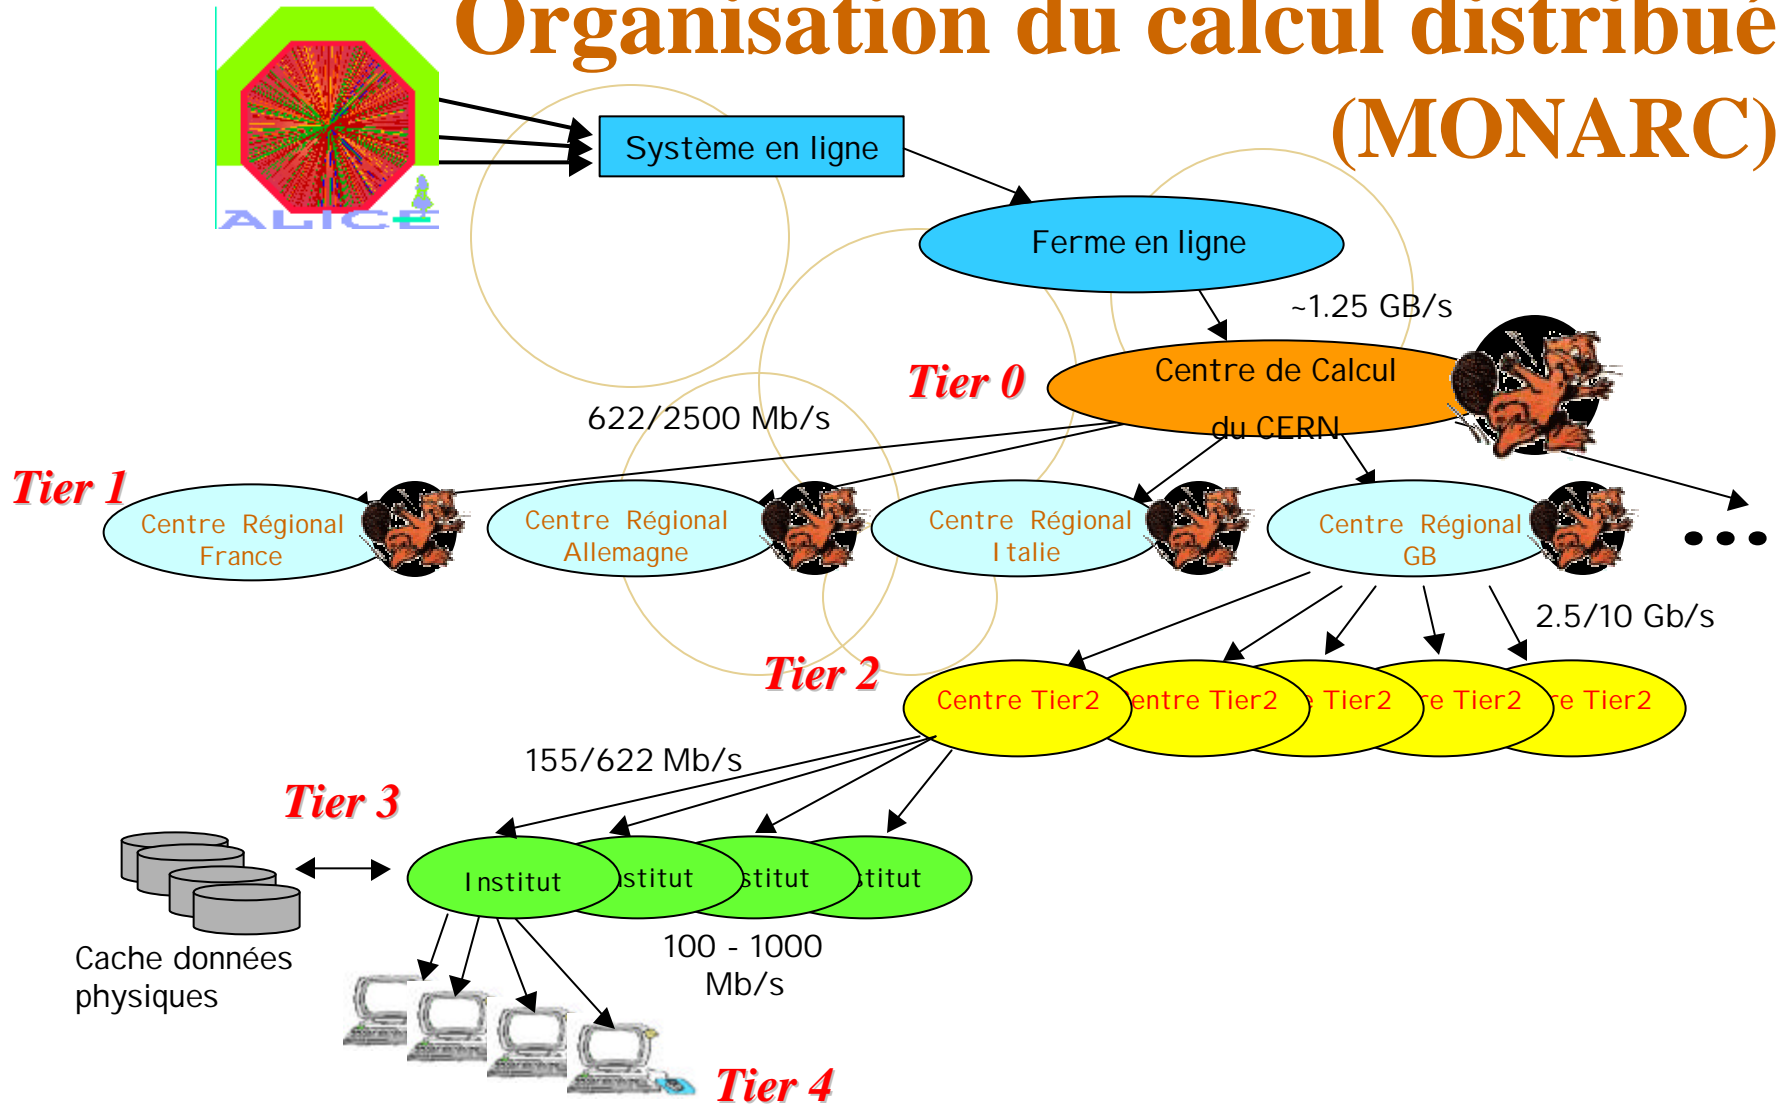 Organisation du calcul distribué
(MONARC)
ALICE
Système en ligne
Ferme en ligne
~1.25 GB/s
Tier 0
Centre de Calcul
du CERN
622/2500 Mb/s
Tier 1
Centre Régional
France
Centre Régional
Allemagne
Centre Régional
Italie
Centre Régional
GB
...
2.5/10 Gb/s
Tier 2
Centre Tier2
entre Tier2
e Tier2
re Tier2
re Tier2
155/622 Mb/s
Tier 3
Institut
nstitut
stitut
stitut
Cache données
physiques
100 - 1000
Mb/s
Tier 4